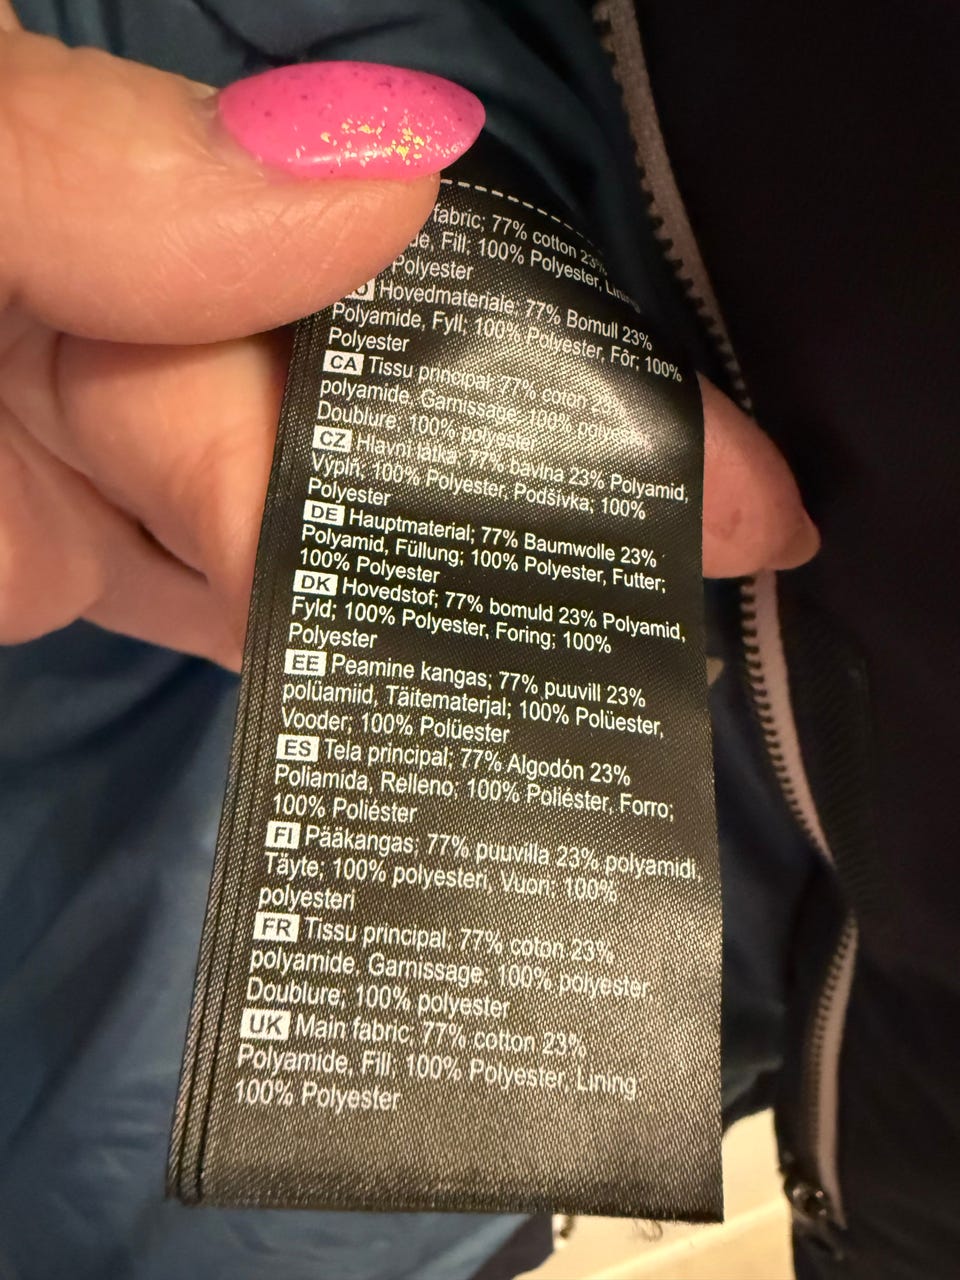 fabric; 77% cotton 23%
de, Fill; 100% Polyester, Lining
Polyester
Hovedmateriale; 77% Bomull 23%
Polyamide, Fyll; 100% Polyester, Fôr; 100%
Polyester
CA Tissu principal; 77% coton 23%
polyamide, Garnissage; 100% polyester,
Doublure; 100% polyester
CZ Hlavní látka; 77% bavlna 23% Polyamid,
Výplň; 100% Polyester, Podšívka; 100%
Polyester
DE Hauptmaterial; 77% Baumwolle 23%
Polyamid, Füllung; 100% Polyester, Futter;
100% Polyester
DK Hovedstof; 77% bomuld 23% Polyamid,
Fyld; 100% Polyester, Foring; 100%
Polyester
EE Peamine kangas; 77% puuvill 23%
polüamiid, Täitematerjal; 100% Polüester,
Vooder; 100% Polüester
ES Tela principal; 77% Algodón 23%
Poliamida, Relleno; 100% Poliéster, Forro;
100% Poliéster
FI Pääkangas; 77% puuvilla 23% polyamidi,
Täyte; 100% polyesteri, Vuori; 100%
polyesteri
FR Tissu principal; 77% coton 23%
polyamide, Garnissage; 100% polyester,
Doublure; 100% polyester
UK Main fabric; 77% cotton 23%
Polyamide, Fill; 100% Polyester, Lining
100% Polyester